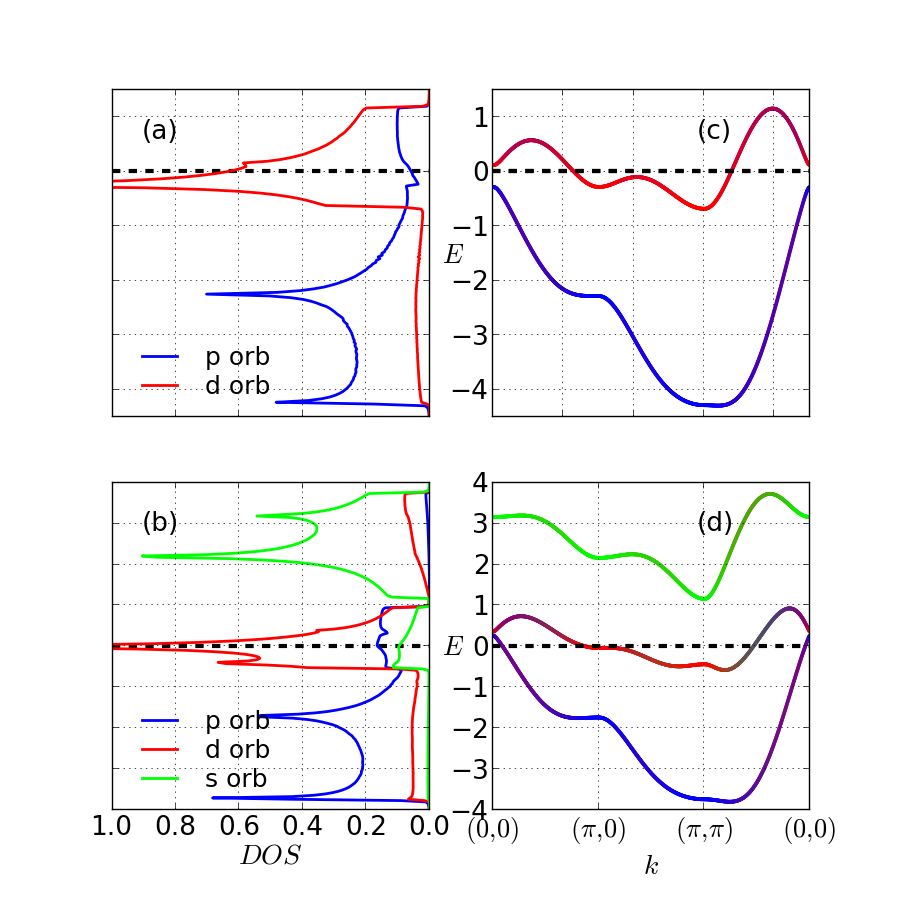 (a)
p orb
d orb
(c)
1
0
−1
−2
−3
−4
E
(b)
p orb
d orb
s orb
1.0 0.8 0.6 0.4 0.2 0.0
DOS
(d)
4
3
2
1
0
−1
−2
−3
−4
E
(0,0) (π,0) (π,π) (0,0)
k